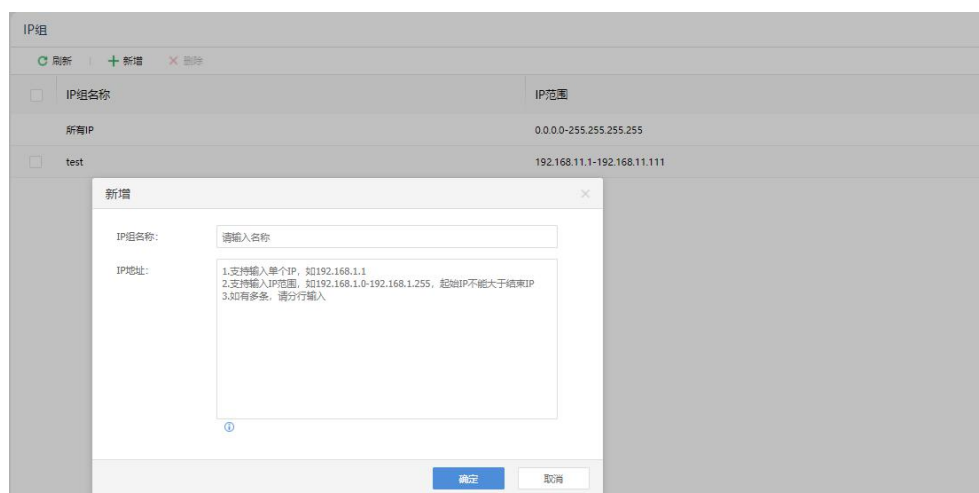 IP组
刷新 新增 删除
IP组名称 IP范围
所有IP 0.0.0.0-255.255.255.255
test 192.168.11.1-192.168.11.111
新增
IP组名称: 请输入名称
IP地址: 1.支持输入单个IP, 如192.168.1.1
2.支持输入IP范围, 如192.168.1.0-192.168.1.255, 起始IP不能大于结束IP
3.如有多条, 请分行输入
确定 取消